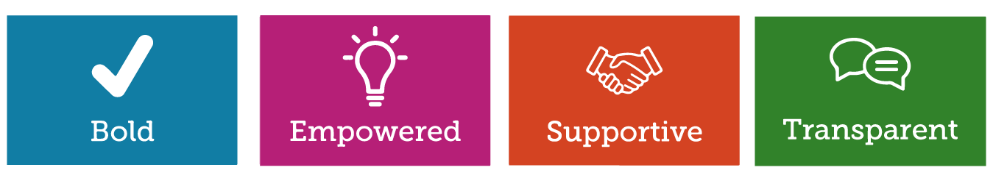 Bold
Empowered
Supportive
Transparent